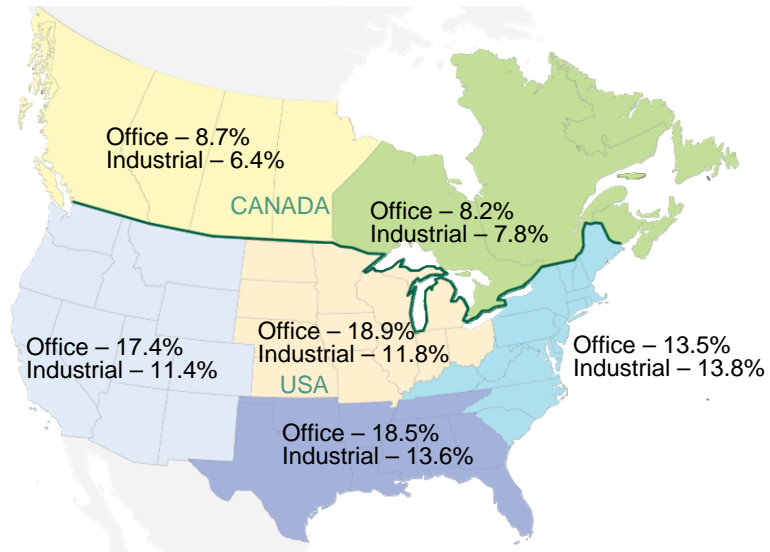 Office – 8.7%
Industrial – 6.4%
CANADA
Office – 8.2%
Industrial – 7.8%
Office – 17.4%
Industrial – 11.4%
Office – 18.9%
Industrial – 11.8%
USA
Office – 13.5%
Industrial – 13.8%
Office – 18.5%
Industrial – 13.6%